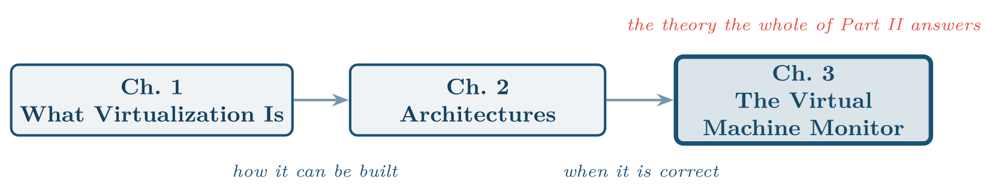 the theory the whole of Part II answers
Ch. 1
What Virtualization Is
Ch. 2
Architectures
Ch. 3
The Virtual
Machine Monitor
how it can be built
when it is correct